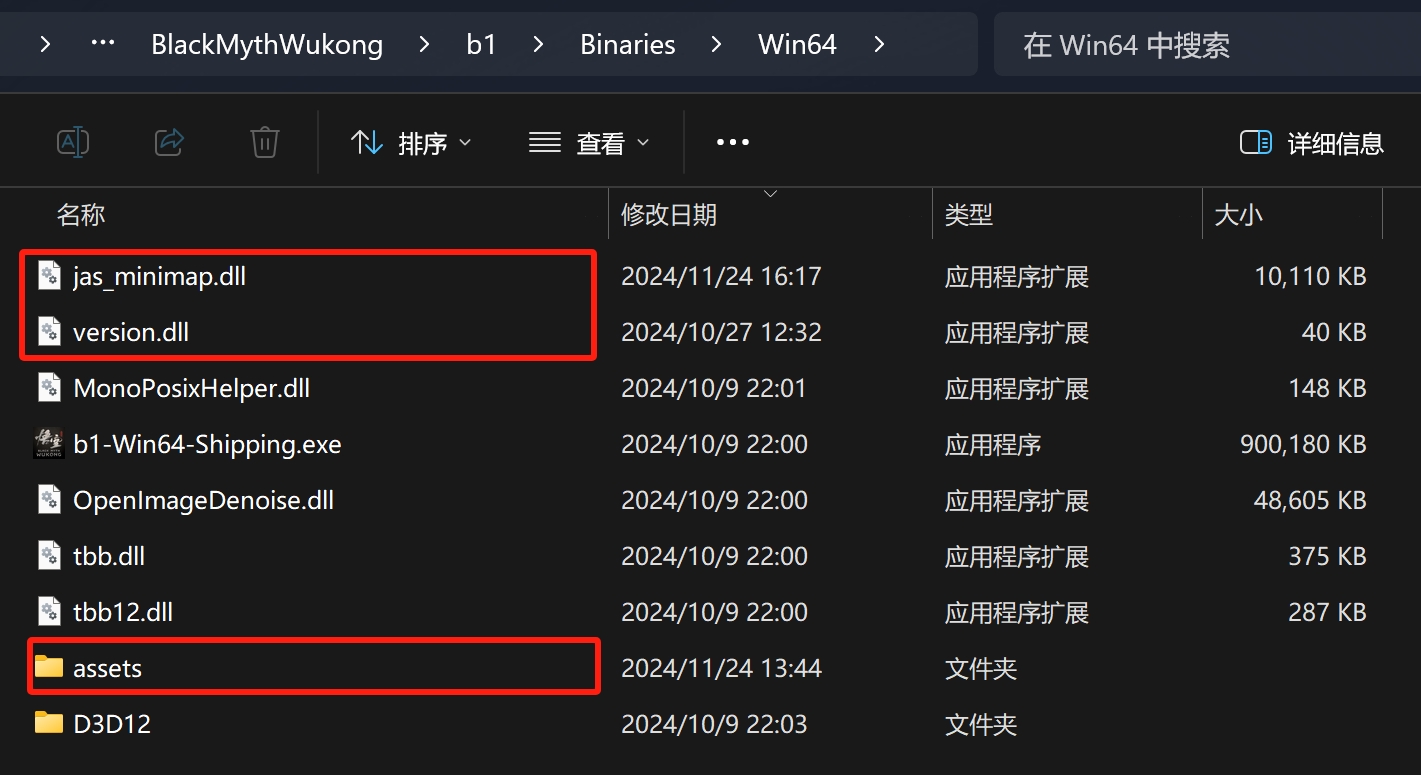 BlackMythWukong b1 Binaries Win64 在 Win64 中搜索
排序 查看 详细信息
名称 修改日期 类型 大小
jas_minimap.dll 2024/11/24 16:17 应用程序扩展 10,110 KB
version.dll 2024/10/27 12:32 应用程序扩展 40 KB
MonoPosixHelper.dll 2024/10/9 22:01 应用程序扩展 148 KB
b1-Win64-Shipping.exe 2024/10/9 22:00 应用程序 900,180 KB
OpenImageDenoise.dll 2024/10/9 22:00 应用程序扩展 48,605 KB
tbb.dll 2024/10/9 22:00 应用程序扩展 375 KB
tbb12.dll 2024/10/9 22:00 应用程序扩展 287 KB
assets 2024/11/24 13:44 文件夹
D3D12 2024/10/9 22:03 文件夹